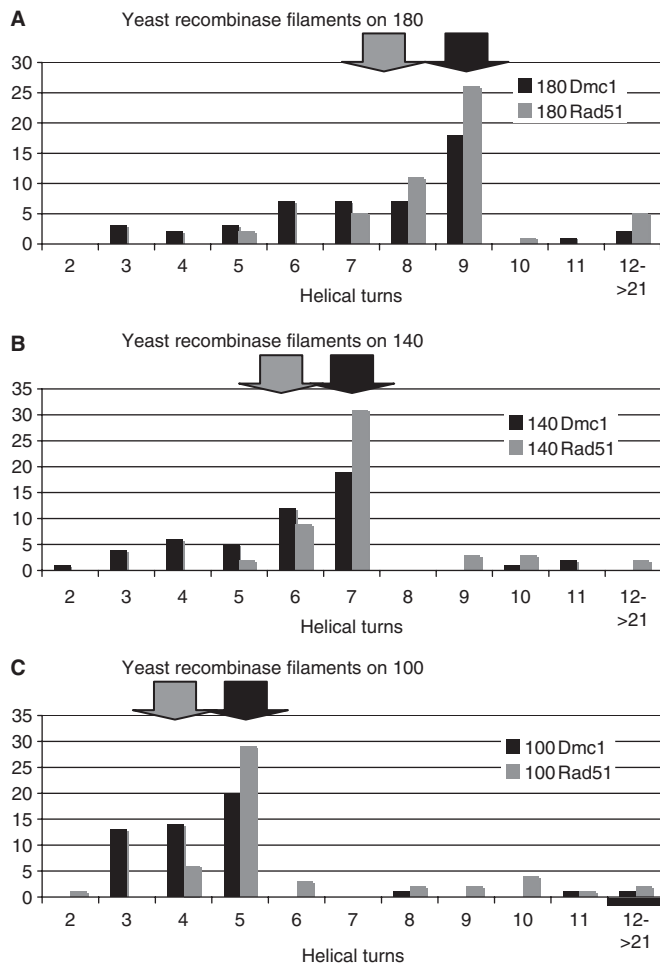 A
Yeast recombinase filaments on 180
30
25
20
15
10
5
0
180 Dmc1
180 Rad51
2 3 4 5 6 7 8 9 10 11 12-
>21
Helical turns
B
Yeast recombinase filaments on 140
35
30
25
20
15
10
5
0
140 Dmc1
140 Rad51
2 3 4 5 6 7 8 9 10 11 12-
>21
Helical turns
C
Yeast recombinase filaments on 100
35
30
25
20
15
10
5
0
100 Dmc1
100 Rad51
2 3 4 5 6 7 8 9 10 11 12-
>21
Helical turns